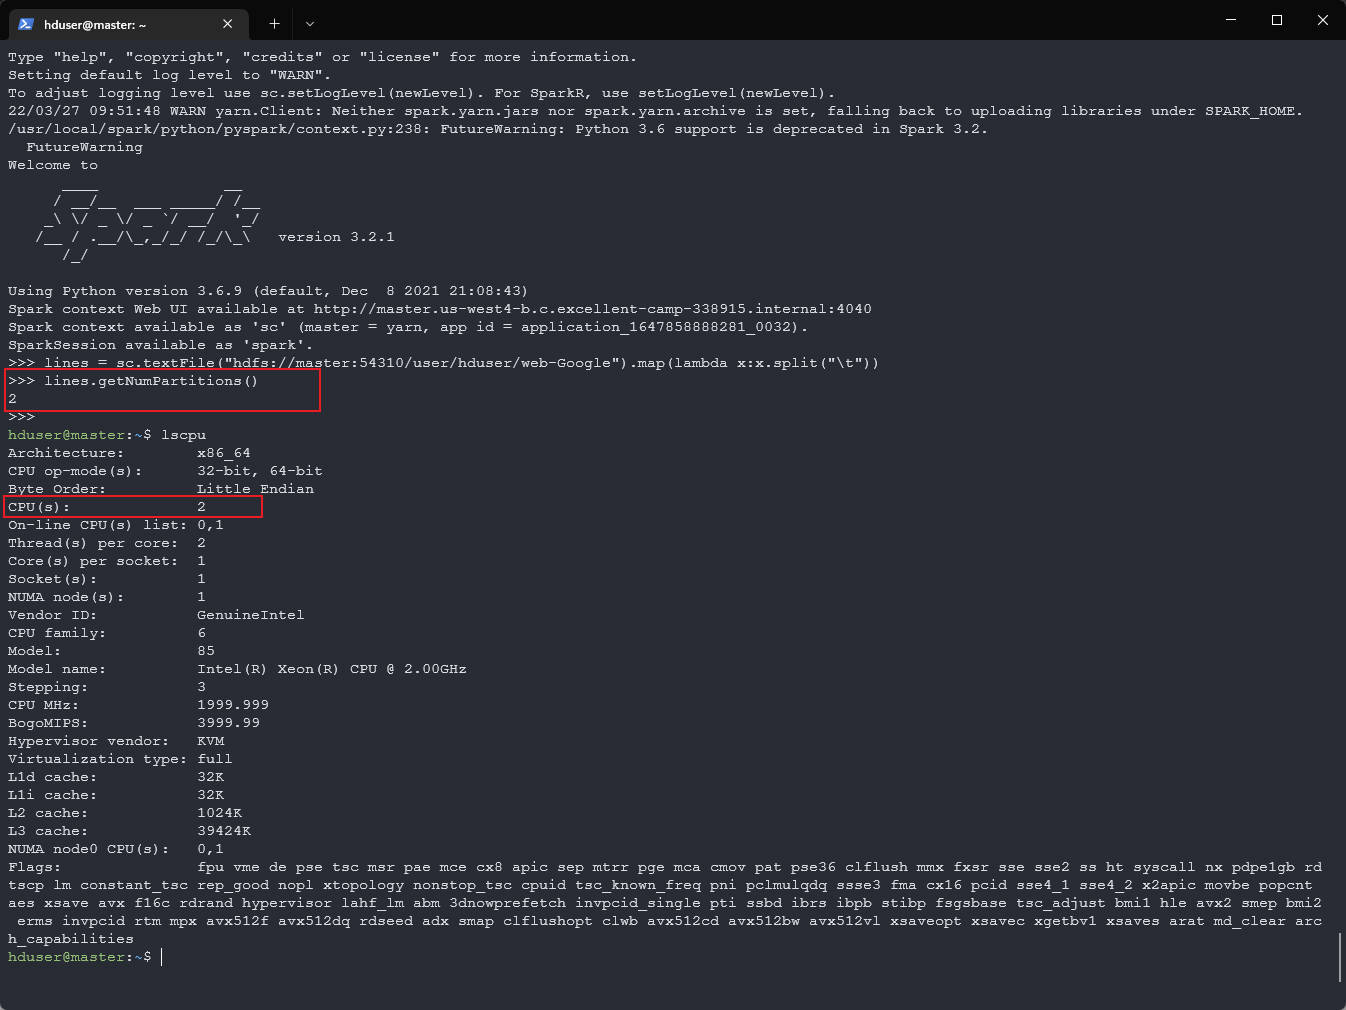 hduser@master: ~
Type "help", "copyright", "credits" or "license" for more information.
Setting default log level to "WARN".
To adjust logging level use sc.setLogLevel(newLevel). For SparkR, use setLogLevel(newLevel).
22/03/27 09:51:48 WARN yarn.Client: Neither spark.yarn.jars nor spark.yarn.archive is set, falling back to uploading libraries under SPARK_HOME.
/usr/local/spark/python/pyspark/context.py:238: FutureWarning: Python 3.6 support is deprecated in Spark 3.2.
  FutureWarning
Welcome to
      ____              __
     / __/__  ___ _____/ /__
    _\ \/ _ \/ _ `/ __/  '_/
   /__ / .__/\_,_/_/ /_/\_\   version 3.2.1
      /_/
Using Python version 3.6.9 (default, Dec  8 2021 21:08:43)
Spark context Web UI available at http://master.us-west4-b.c.excellent-camp-338915.internal:4040
Spark context available as 'sc' (master = yarn, app id = application_1647858888281_0032).
SparkSession available as 'spark'.
>>> lines = sc.textFile("hdfs://master:54310/user/hduser/web-Google").map(lambda x:x.split("\t"))
>>> lines.getNumPartitions()
2
>>>
hduser@master:~$ lscpu
Architecture:        x86_64
CPU op-mode(s):      32-bit, 64-bit
Byte Order:          Little Endian
CPU(s):              2
On-line CPU(s) list: 0,1
Thread(s) per core:  2
Core(s) per socket:  1
Socket(s):           1
NUMA node(s):        1
Vendor ID:           GenuineIntel
CPU family:          6
Model:               85
Model name:          Intel(R) Xeon(R) CPU @ 2.00GHz
Stepping:            3
CPU MHz:             1999.999
BogoMIPS:            3999.99
Hypervisor vendor:   KVM
Virtualization type: full
L1d cache:           32K
L1i cache:           32K
L2 cache:            1024K
L3 cache:            39424K
NUMA node0 CPU(s):   0,1
Flags:               fpu vme de pse tsc msr pae mce cx8 apic sep mtrr pge mca cmov pat pse36 clflush mmx fxsr sse sse2 ss ht syscall nx pdpe1gb rd
tscp lm constant_tsc rep_good nopl xtopology nonstop_tsc cpuid tsc_known_freq pni pclmulqdq ssse3 fma cx16 pcid sse4_1 sse4_2 x2apic movbe popcnt
aes xsave avx f16c rdrand hypervisor lahf_lm abm 3dnowprefetch invpcid_single pti ssbd ibrs ibpb stibp fsgsbase tsc_adjust bmi1 hle avx2 smep bmi2
 erms invpcid rtm mpx avx512f avx512dq rdseed adx smap clflushopt clwb avx512cd avx512bw avx512vl xsaveopt xsavec xgetbv1 xsaves arat md_clear arc
h_capabilities
hduser@master:~$